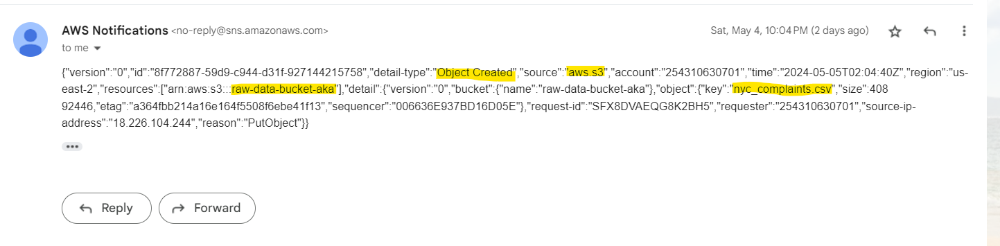 AWS Notifications <no-reply@sns.amazonaws.com>
Sat, May 4, 10:04 PM (2 days ago)
to me
{"version":"0","id":"8f772887-59d9-c944-d31f-927144215758","detail-type":"Object Created","source":"aws.s3","account":"254310630701","time":"2024-05-05T02:04:40Z","region":"us-
east-2","resources":["arn:aws:s3:::raw-data-bucket-aka"],"detail":{"version":"0","bucket":{"name":"raw-data-bucket-aka"},"object":{"key":"nyc_complaints.csv","size":408
92446,"etag":"a364fbb214a16e164f5508f6ebe41f13","sequencer":"006636E937BD16D05E"},"request-id":"SFX8DVAEQG8K2BH5","requester":"254310630701","source-ip-
address":"18.226.104.244","reason":"PutObject"}}
Reply
Forward